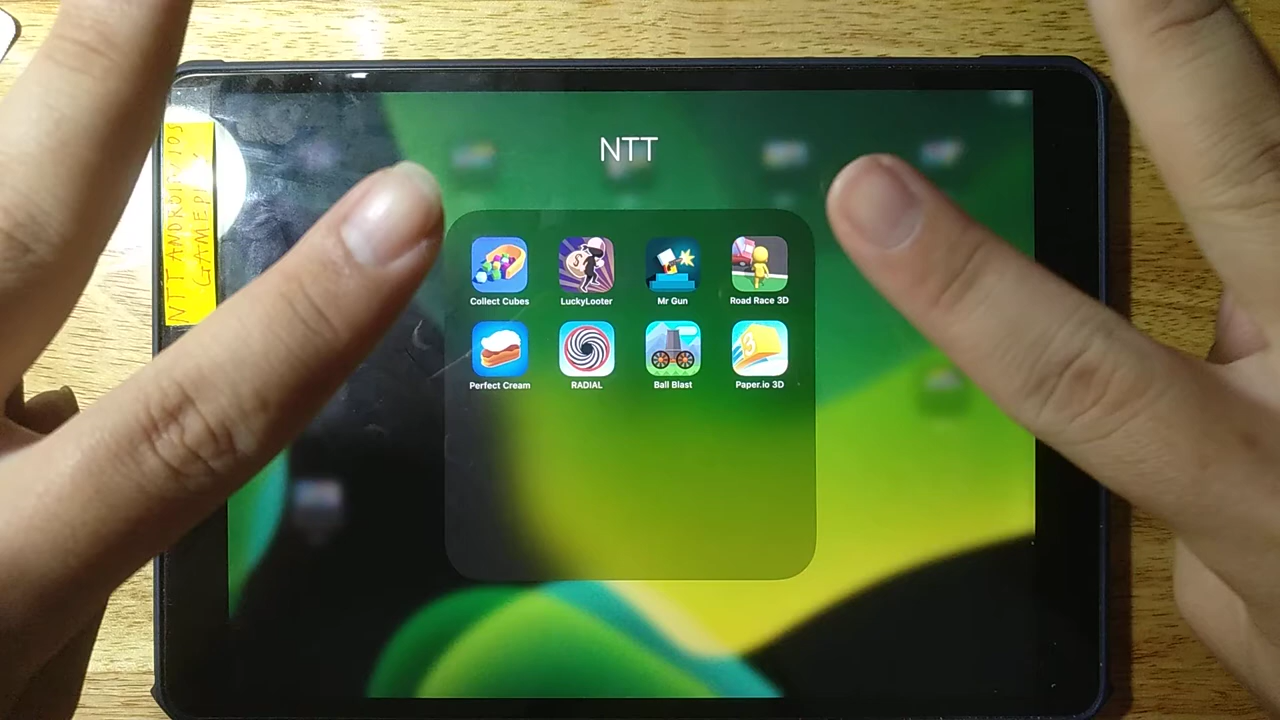 NTT
NTT ANDROID/IOS
GAMEPL
Collect Cubes
LuckyLooter
Mr Gun
Road Race 3D
Perfect Cream
RADIAL
Ball Blast
Paper.io 3D